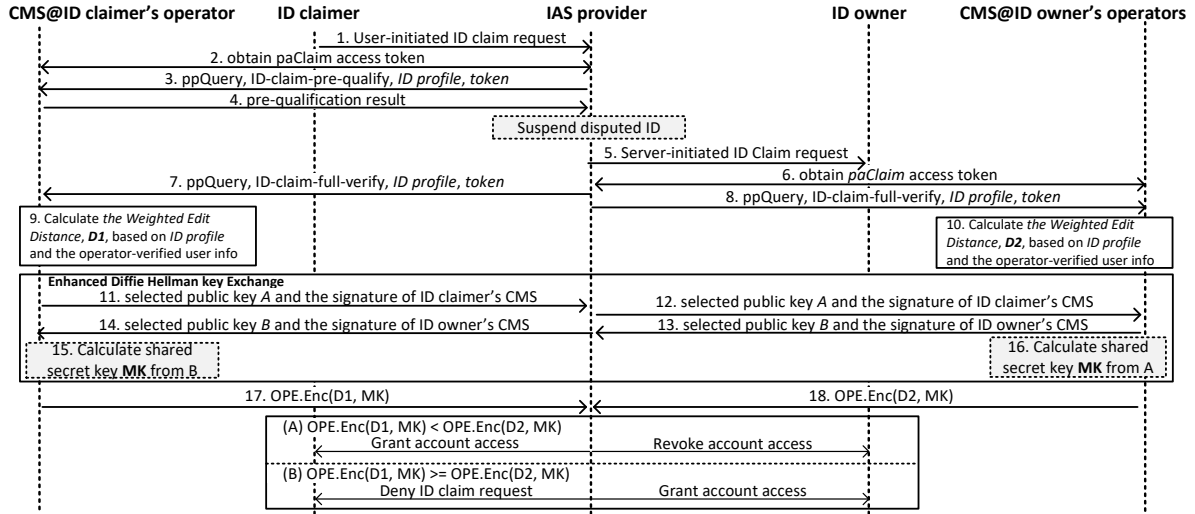 CMS@ID claimer's operator ID claimer IAS provider ID owner CMS@ID owner's operators
1. User-initiated ID claim request
2. obtain paClaim access token
3. ppQuery, ID-claim-pre-qualify, ID profile, token
4. pre-qualification result
Suspend disputed ID
5. Server-initiated ID Claim request
6. obtain paClaim access token
7. ppQuery, ID-claim-full-verify, ID profile, token
8. ppQuery, ID-claim-full-verify, ID profile, token
9. Calculate the Weighted Edit
Distance, D1, based on ID profile
and the operator-verified user info
10. Calculate the Weighted Edit
Distance, D2, based on ID profile
and the operator-verified user info
Enhanced Diffie Hellman key Exchange
11. selected public key A and the signature of ID claimer's CMS
12. selected public key A and the signature of ID claimer's CMS
13. selected public key B and the signature of ID owner's CMS
14. selected public key B and the signature of ID owner's CMS
15. Calculate shared
secret key MK from B
16. Calculate shared
secret key MK from A
17. OPE.Enc(D1, MK)
18. OPE.Enc(D2, MK)
(A) OPE.Enc(D1, MK) < OPE.Enc(D2, MK)
Grant account access Revoke account access
(B) OPE.Enc(D1, MK) >= OPE.Enc(D2, MK)
Deny ID claim request Grant account access